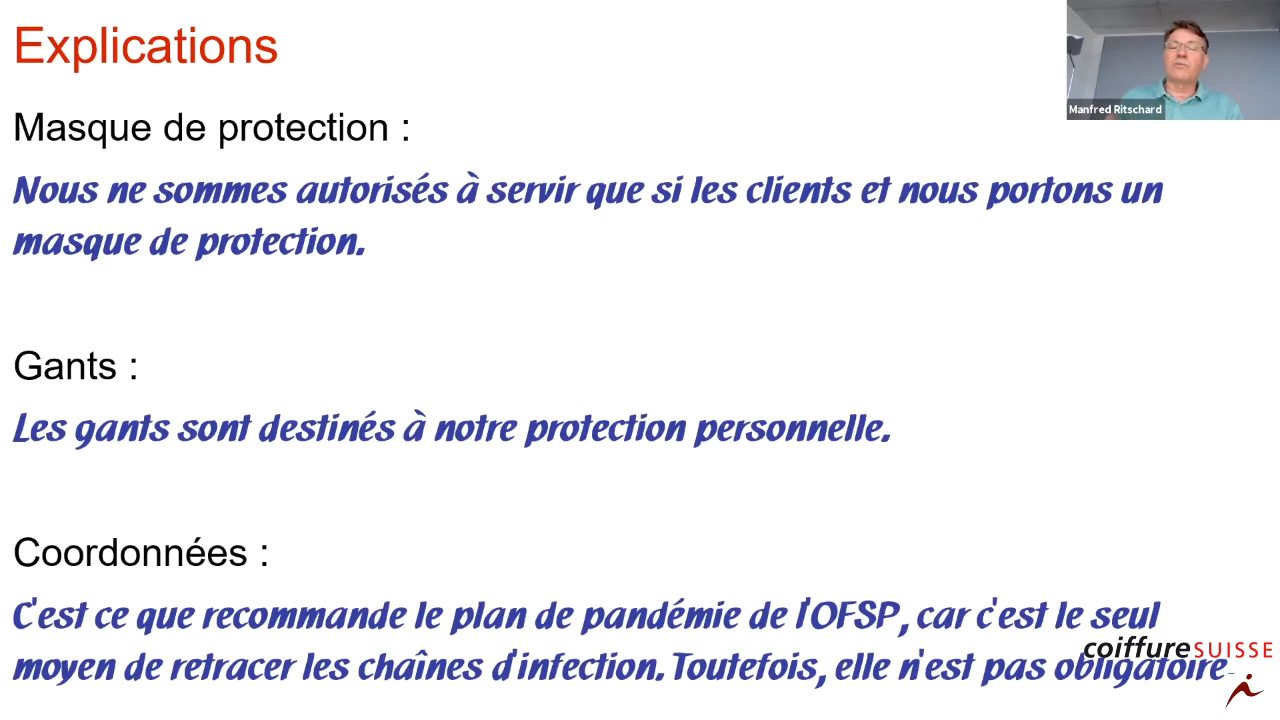 Explications
Manfred Ritschard
Masque de protection :
Nous ne sommes autorisés à servir que si les clients et nous portons un
masque de protection.
Gants :
Les gants sont destinés à notre protection personnelle.
Coordonnées :
C'est ce que recommande le plan de pandémie de l'OFSP, car c'est le seul
moyen de retracer les chaînes d'infection. Toutefois, elle n'est pas obligatoire
coiffureSUISSE